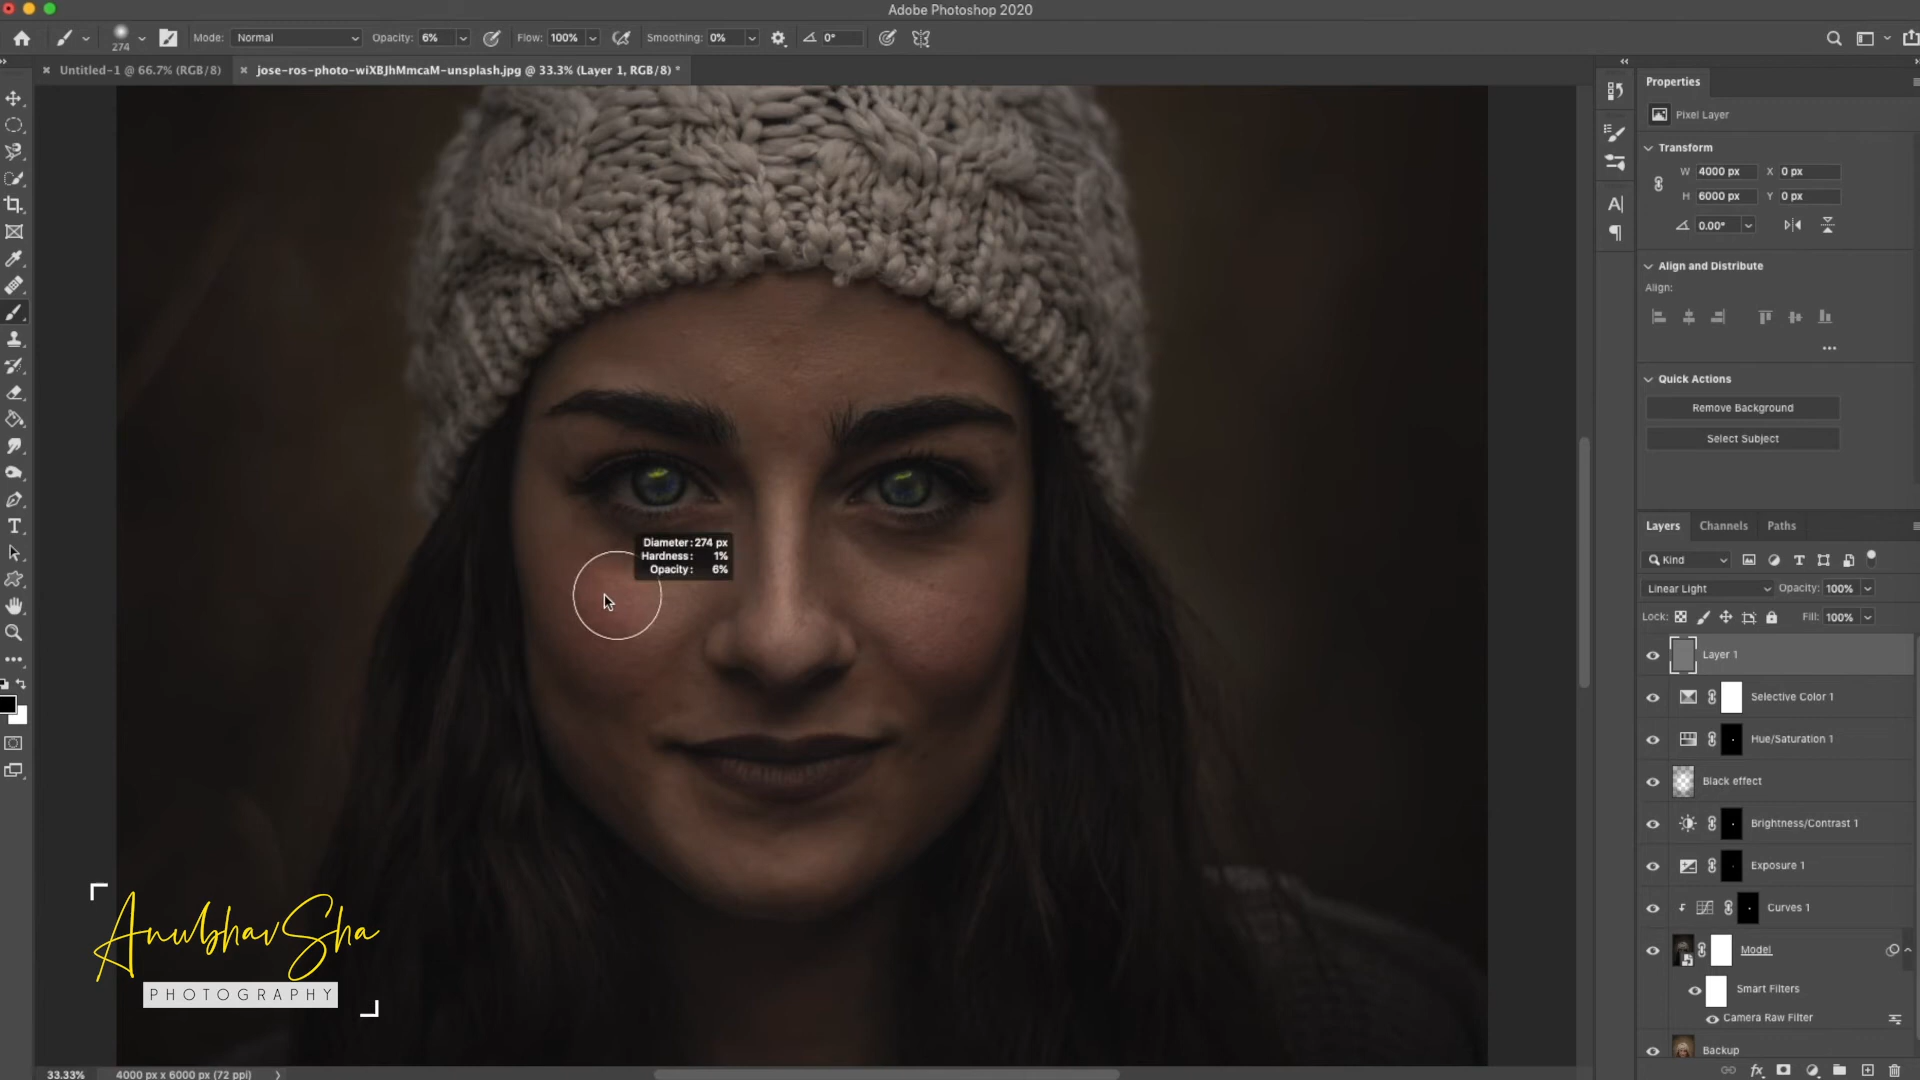 Adobe Photoshop 2020
274
Mode: Normal
Opacity: 6%
Flow: 100%
Smoothing: 0%
0°
Untitled-1 @ 66.7% (RGB/8)
jose-ros-photo-wiXBJhMmcaM-unsplash.jpg @ 33.3% (Layer 1, RGB/8) *
Properties
Pixel Layer
Transform
W 4000 px X 0 px
H 6000 px Y 0 px
0.00°
Align and Distribute
Align:
Quick Actions
Remove Background
Select Subject
Diameter: 274 px
Hardness: 1%
Opacity: 6%
Layers Channels Paths
Kind
Linear Light Opacity: 100%
Lock: Fill: 100%
Layer 1
Selective Color 1
Hue/Saturation 1
Black effect
Brightness/Contrast 1
Exposure 1
Curves 1
Model
Smart Filters
Camera Raw Filter
Backup
AnubhavSha
PHOTOGRAPHY
33.33% 4000 px x 6000 px (72 ppi)